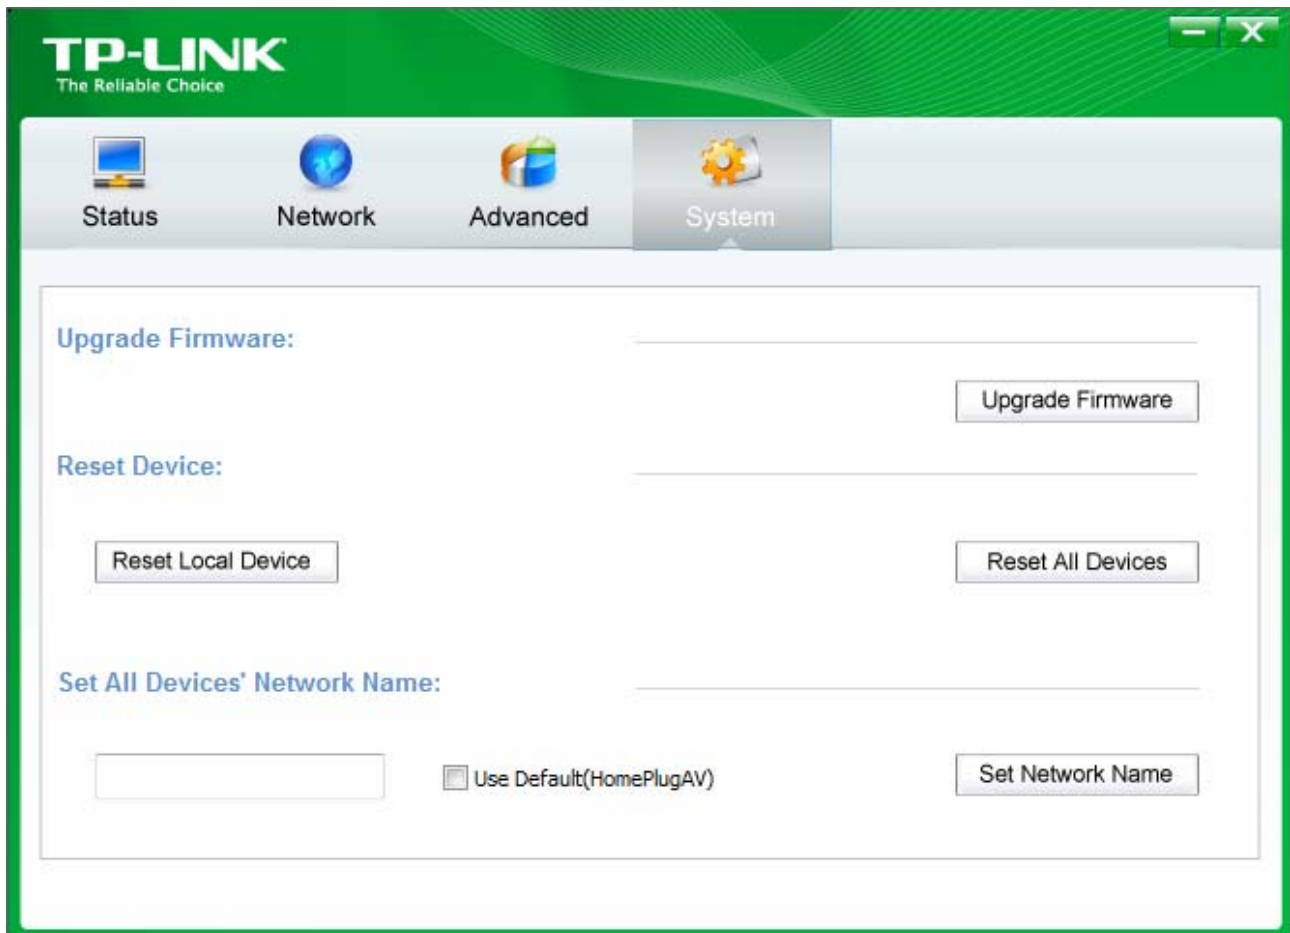 TP-LINK
The Reliable Choice
Status
Network
Advanced
System
Upgrade Firmware:
Upgrade Firmware
Reset Device:
Reset Local Device
Reset All Devices
Set All Devices' Network Name:
Use Default(HomePlugAV)
Set Network Name